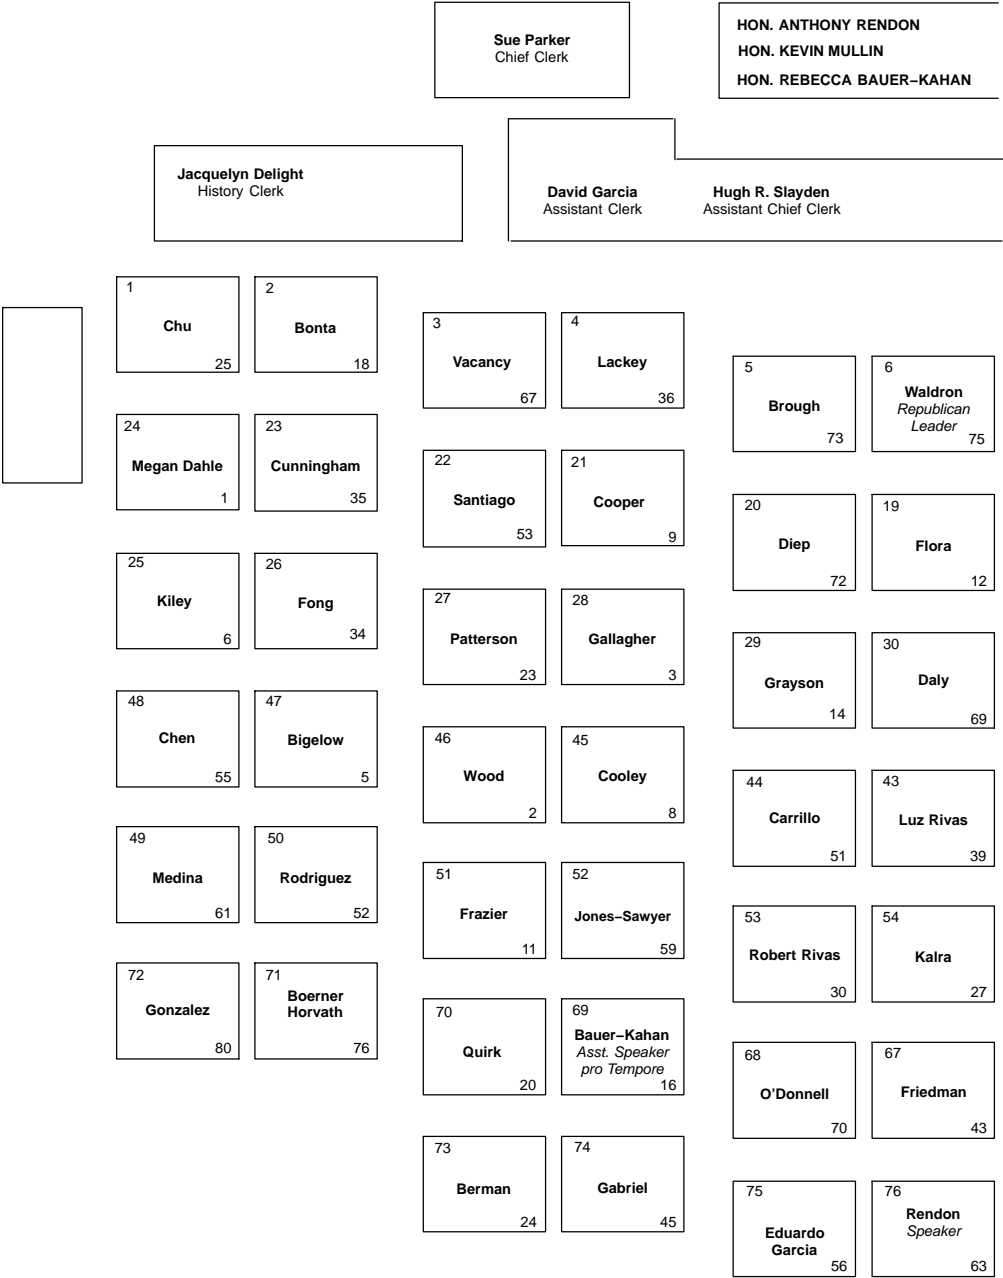 Sue Parker
Chief Clerk
HON. ANTHONY RENDON
HON. KEVIN MULLIN
HON. REBECCA BAUER–KAHAN
Jacquelyn Delight
History Clerk
David Garcia
Assistant Clerk
Hugh R. Slayden
Assistant Chief Clerk
1
Chu
25
2
Bonta
18
3
Vacancy
67
4
Lackey
36
5
Brough
73
6
Waldron
Republican
Leader
75
24
Megan Dahle
1
23
Cunningham
35
22
Santiago
53
21
Cooper
9
20
Diep
72
19
Flora
12
25
Kiley
6
26
Fong
34
27
Patterson
23
28
Gallagher
3
29
Grayson
14
30
Daly
69
48
Chen
55
47
Bigelow
5
46
Wood
2
45
Cooley
8
44
Carrillo
51
43
Luz Rivas
39
49
Medina
61
50
Rodriguez
52
51
Frazier
11
52
Jones–Sawyer
59
53
Robert Rivas
30
54
Kalra
27
72
Gonzalez
80
71
Boerner
Horvath
76
70
Quirk
20
69
Bauer–Kahan
Asst. Speaker
pro Tempore
16
68
O'Donnell
70
67
Friedman
43
73
Berman
24
74
Gabriel
45
75
Eduardo
Garcia
56
76
Rendon
Speaker
63